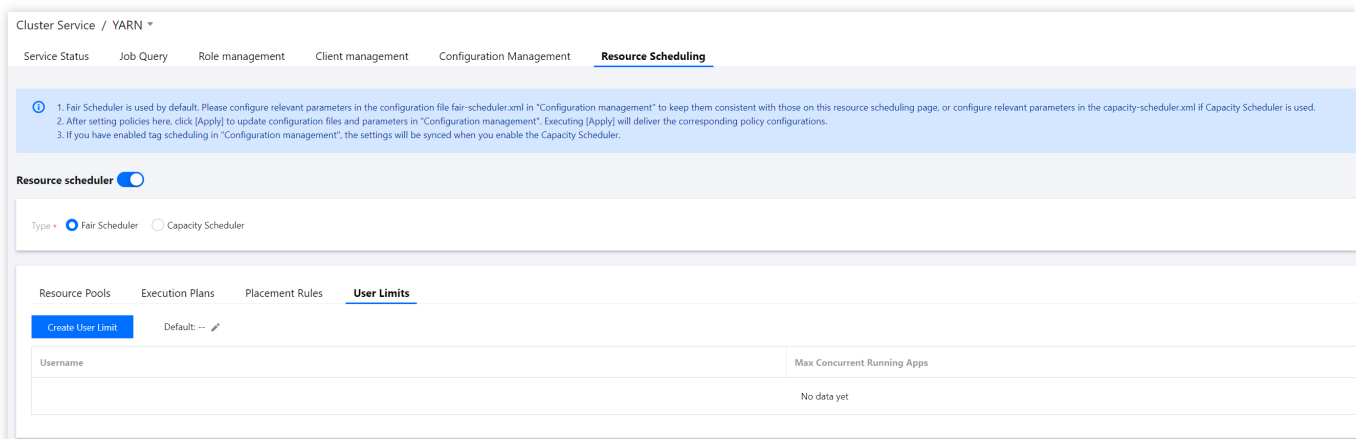 Cluster Service / YARN
Service Status Job Query Role management Client management Configuration Management Resource Scheduling
1. Fair Scheduler is used by default. Please configure relevant parameters in the configuration file fair-scheduler.xml in "Configuration management" to keep them consistent with those on this resource scheduling page, or configure relevant parameters in the capacity-scheduler.xml if Capacity Scheduler is used.
2. After setting policies here, click [Apply] to update configuration files and parameters in "Configuration management". Executing [Apply] will deliver the corresponding policy configurations.
3. If you have enabled tag scheduling in "Configuration management", the settings will be synced when you enable the Capacity Scheduler.
Resource scheduler
Type * Fair Scheduler Capacity Scheduler
Resource Pools Execution Plans Placement Rules User Limits
Create User Limit Default: --
Username Max Concurrent Running Apps
No data yet